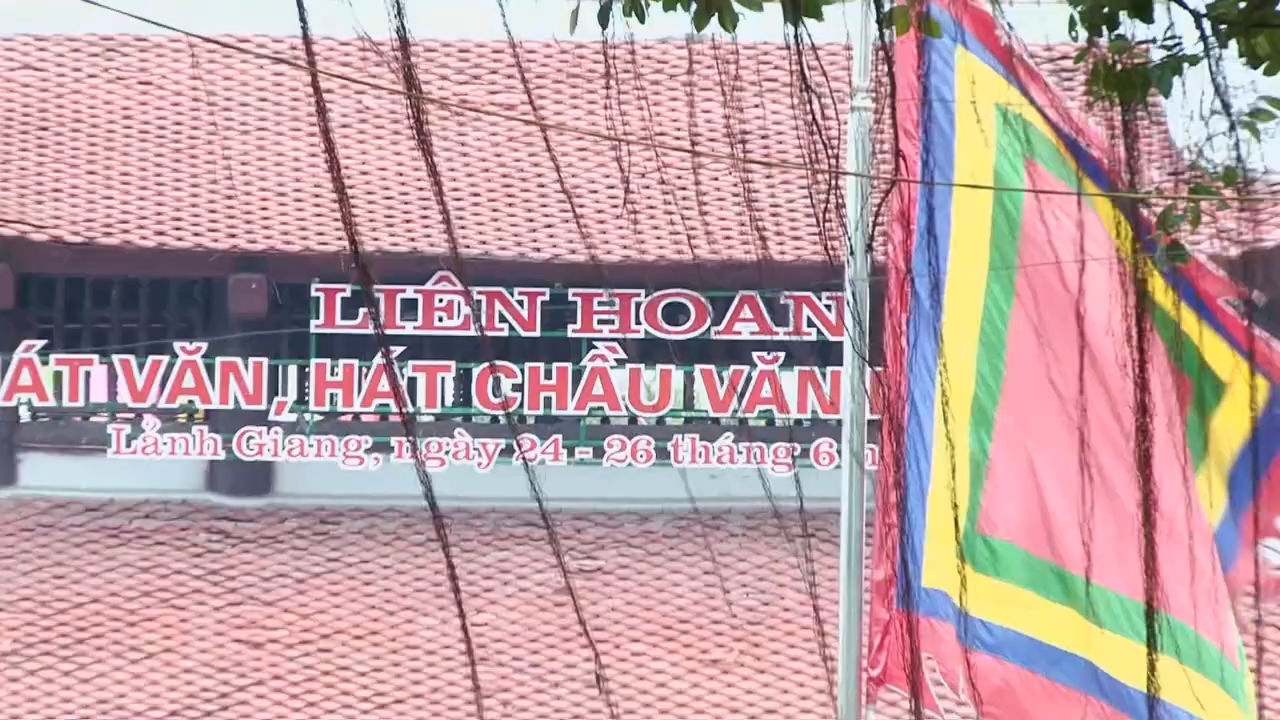 LIÊN HOAN
ÁT VĂN, HÁT CHẦU VĂN
Lảnh Giang, ngày 24 - 26 tháng 6